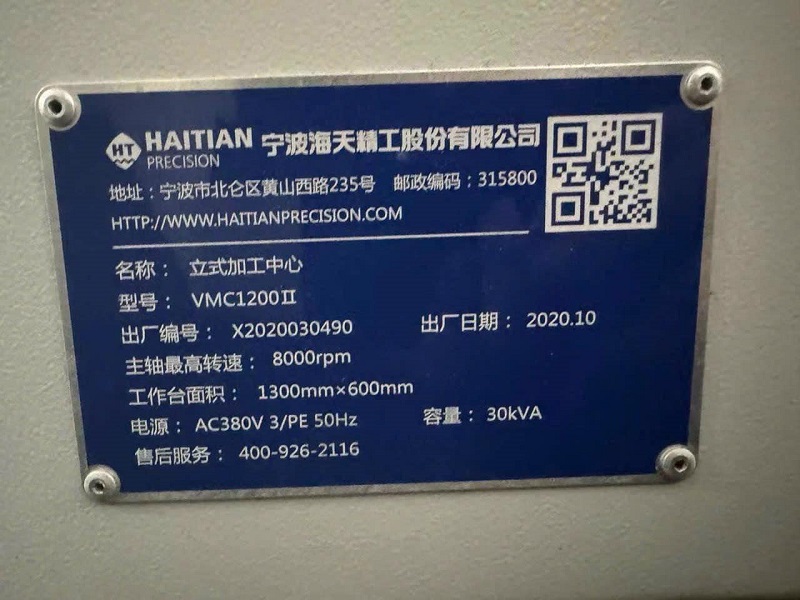 HT HAITIAN PRECISION 宁波海天精工股份有限公司
地址：宁波市北仑区黄山西路235号 邮政编码：315800
HTTP://WWW.HAITIANPRECISION.COM
名称： 立式加工中心
型号： VMC1200Ⅱ
出厂编号： X2020030490 出厂日期： 2020.10
主轴最高转速： 8000rpm
工作台面积： 1300mm×600mm
电源： AC380V 3/PE 50Hz 容量： 30kVA
售后服务： 400-926-2116